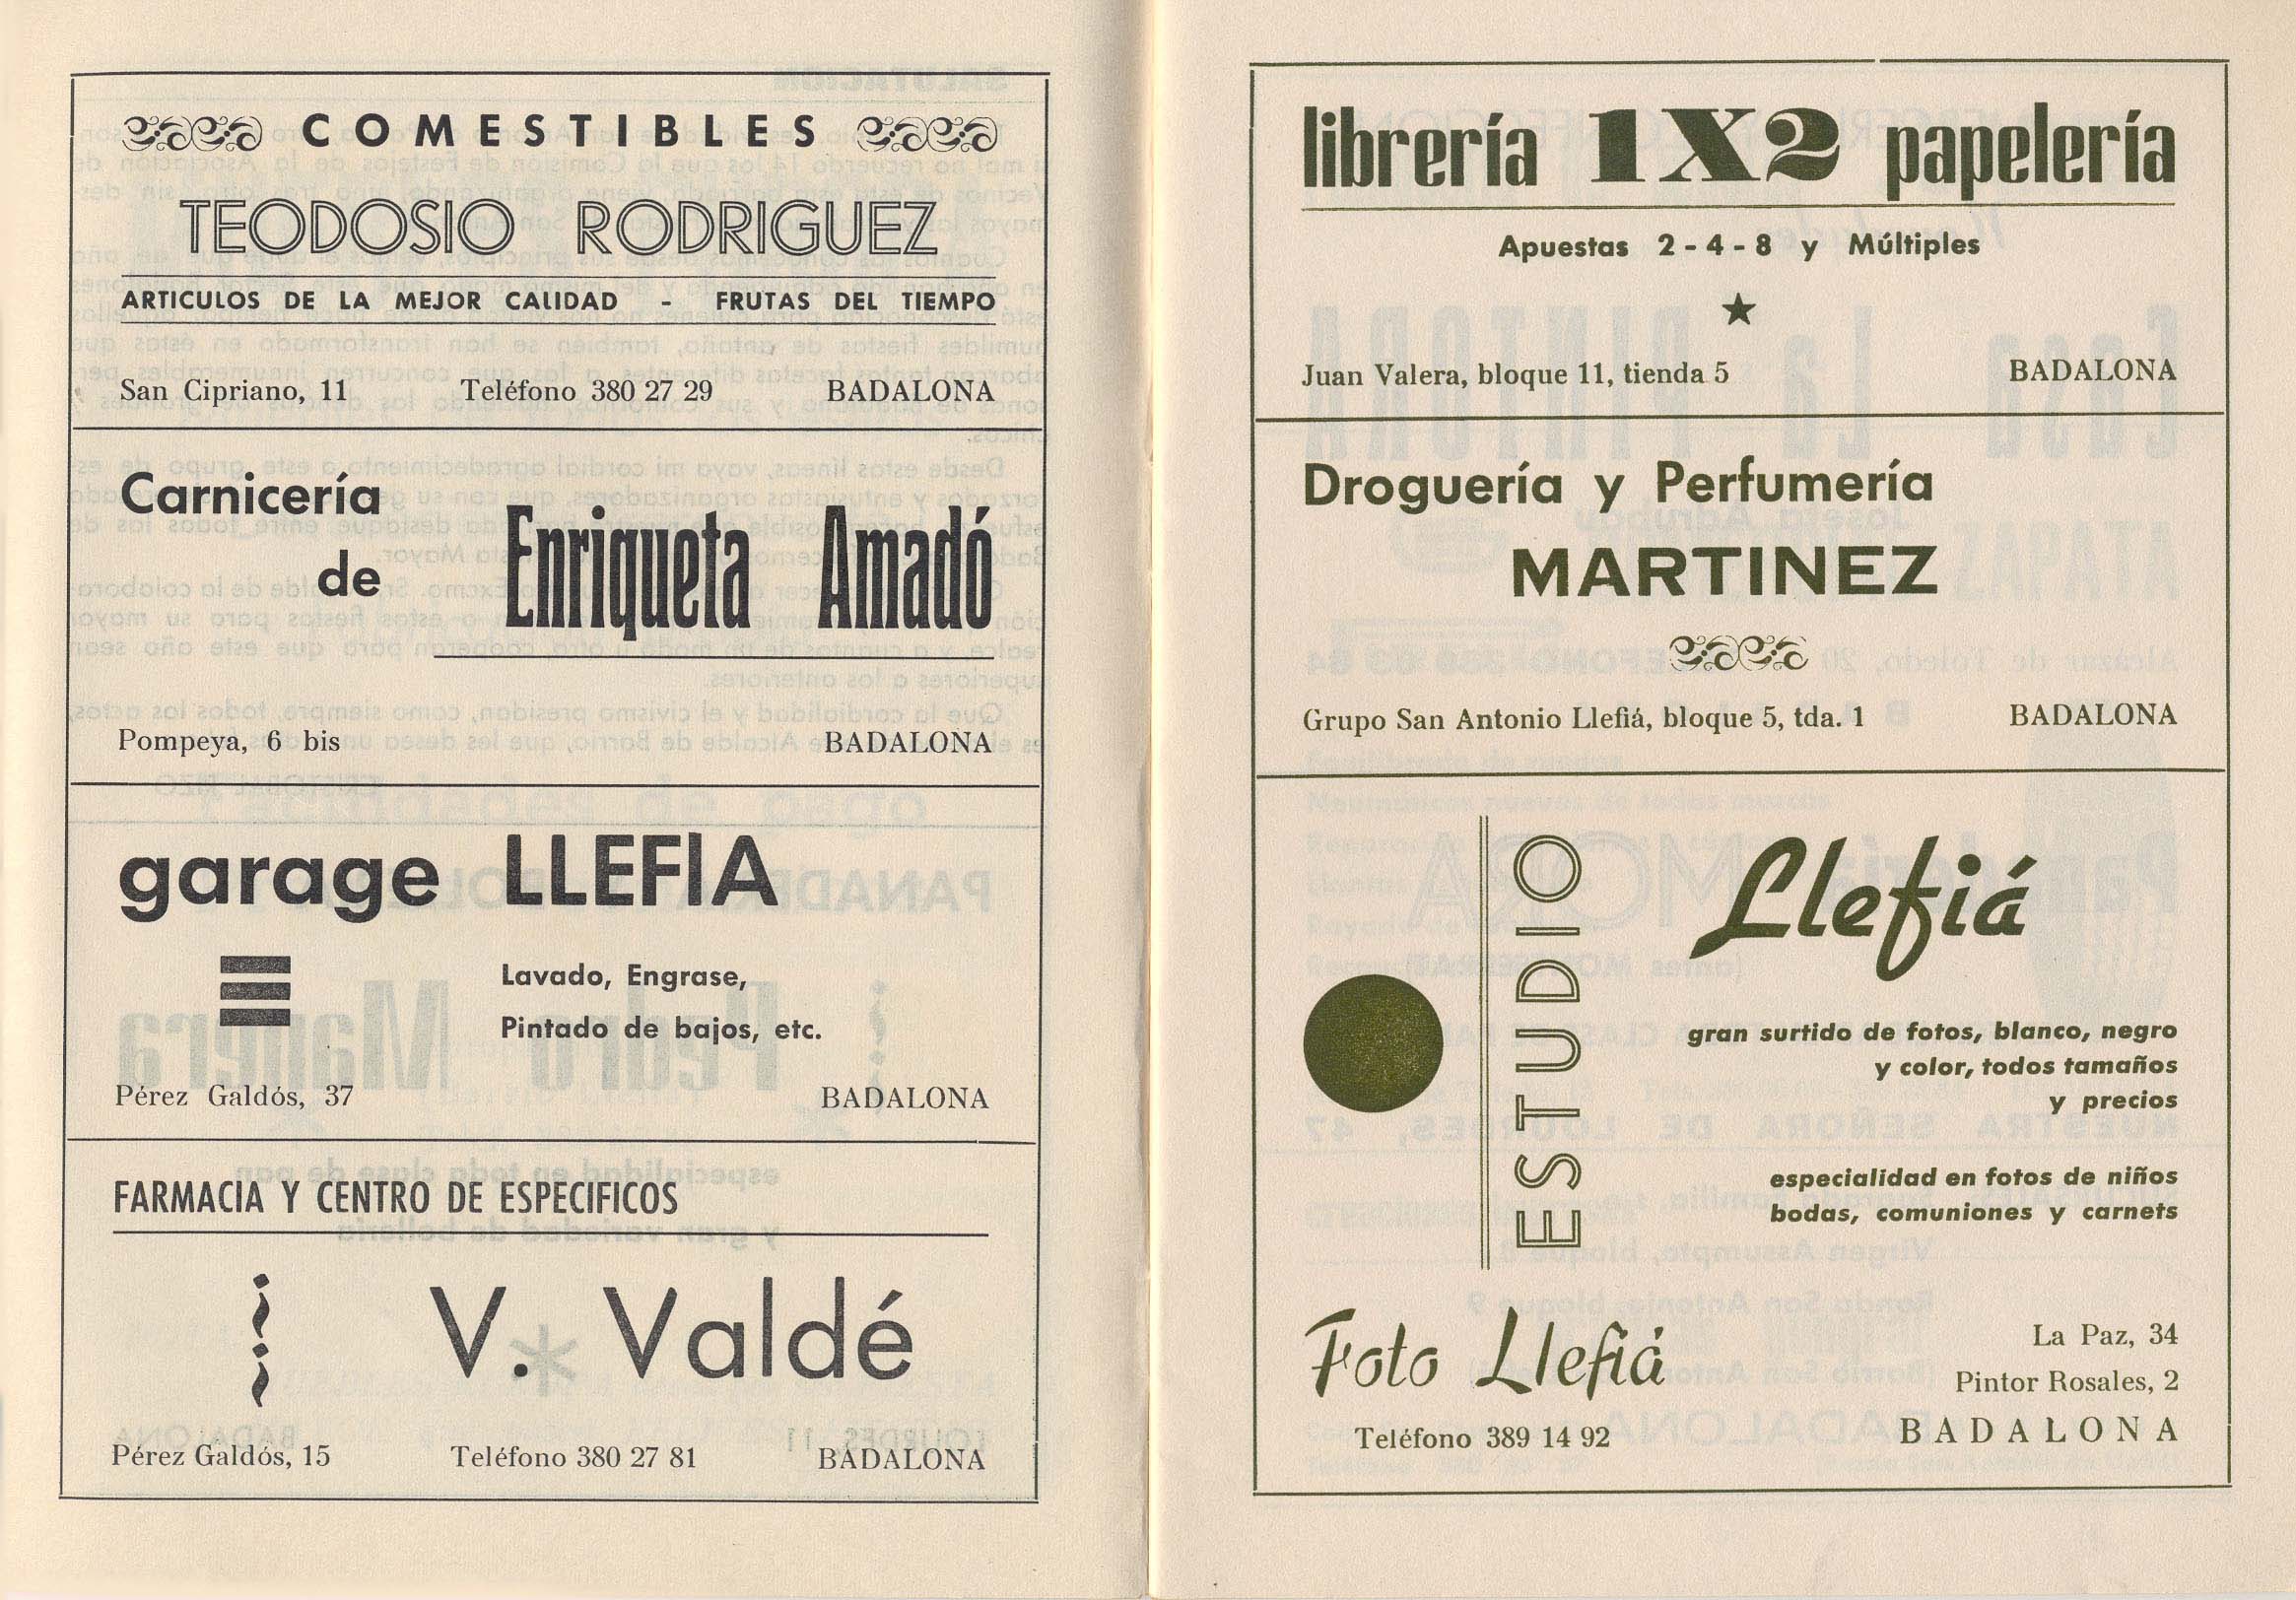 COMESTIBLES
TEODOSIO RODRIGUEZ
ARTICULOS DE LA MEJOR CALIDAD - FRUTAS DEL TIEMPO
San Cipriano, 11 Teléfono 380 27 29 BADALONA
Carnicería
de Enriqueta Amadó
Pompeya, 6 bis BADALONA
garage LLEFIA
Lavado, Engrase,
Pintado de bajos, etc.
Pérez Galdós, 37 BADALONA
FARMACIA Y CENTRO DE ESPECIFICOS
V. Valdé
Pérez Galdós, 15 Teléfono 380 27 81 BADALONA
librería 1X2 papelería
Apuestas 2-4-8 y Múltiples
Juan Valera, bloque 11, tienda 5 BADALONA
Droguería y Perfumería
MARTINEZ
Grupo San Antonio Llefiá, bloque 5, tda. 1 BADALONA
ESTUDIO
Llefiá
gran surtido de fotos, blanco, negro
y color, todos tamaños
y precios
especialidad en fotos de niños
bodas, comuniones y carnets
Foto Llefiá
Teléfono 389 14 92
La Paz, 34
Pintor Rosales, 2
BADALONA